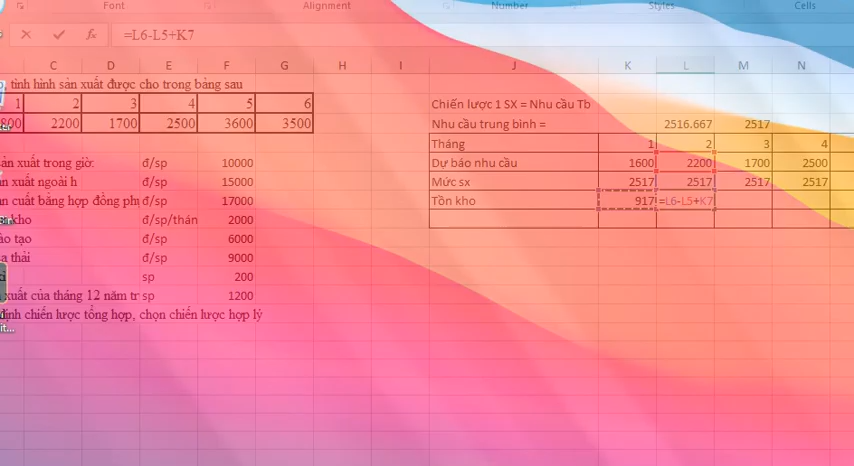 Font Alignment Number Styles Cells
fx =L6-L5+K7
C D E F G H I J K L M N
, tình hình sản xuất được cho trong bảng sau
1 2 3 4 5 6 Chiến lược 1 SX = Nhu cầu Tb
800 2200 1700 2500 3600 3500 Nhu cầu trung bình = 2516.667 2517
Tháng 1 2 3 4
xuất trong giờ: đ/sp 10000 Dự báo nhu cầu 1600 2200 1700 2500
xuất ngoài h đ/sp 15000 Mức sx 2517 2517 2517 2517
cuất bằng hợp đồng phụ đ/sp 17000 Tồn kho 917 =L6-L5+K7
kho đ/sp/thán 2000
tạo đ/sp 6000
thải đ/sp 9000
sp 200
xuất của tháng 12 năm tr sp 1200
định chiến lược tổng hợp, chọn chiến lược hợp lý
it...